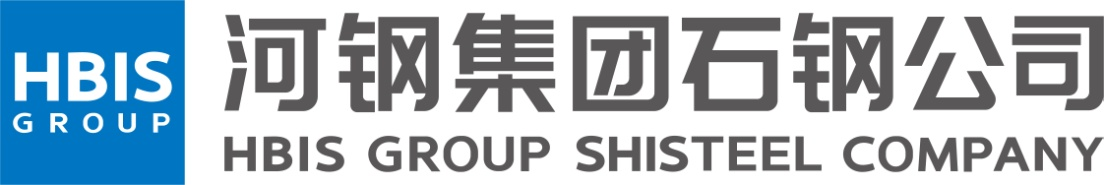 HBIS
GROUP
河钢集团石钢公司
HBIS GROUP SHISTEEL COMPANY